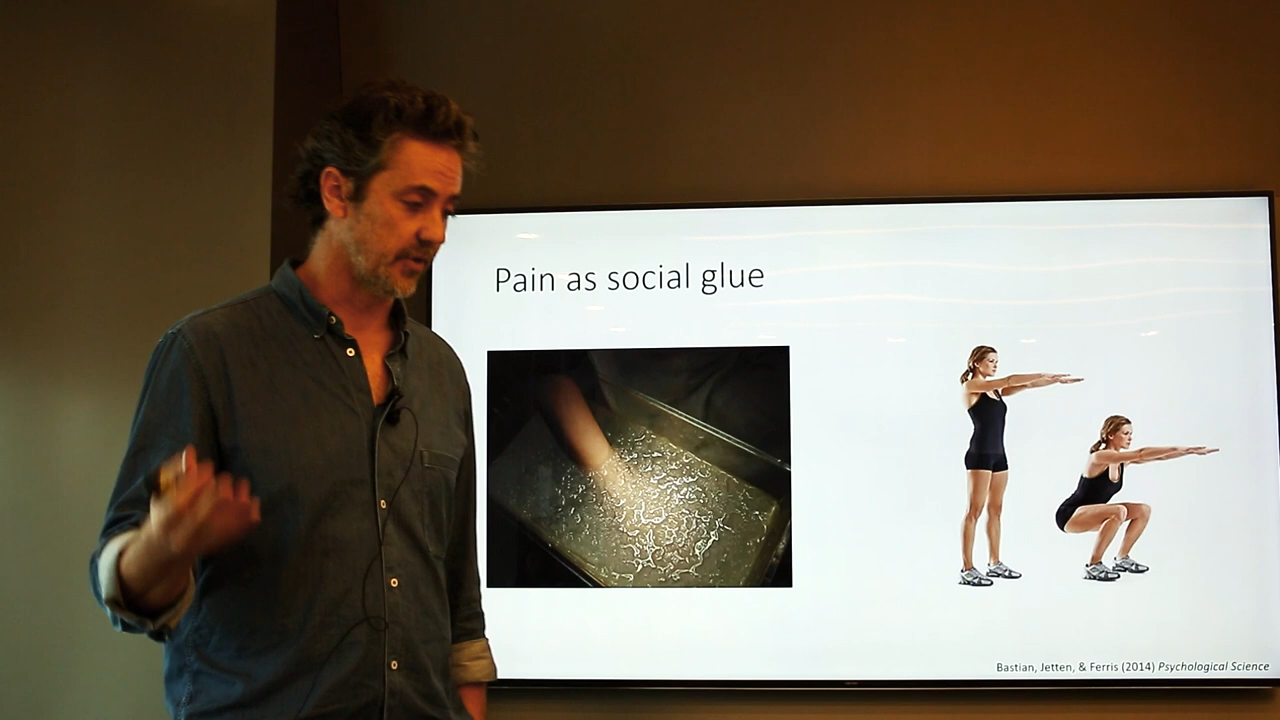 Pain as social glue
Bastian, Jetten, & Ferris (2014) Psychological Science